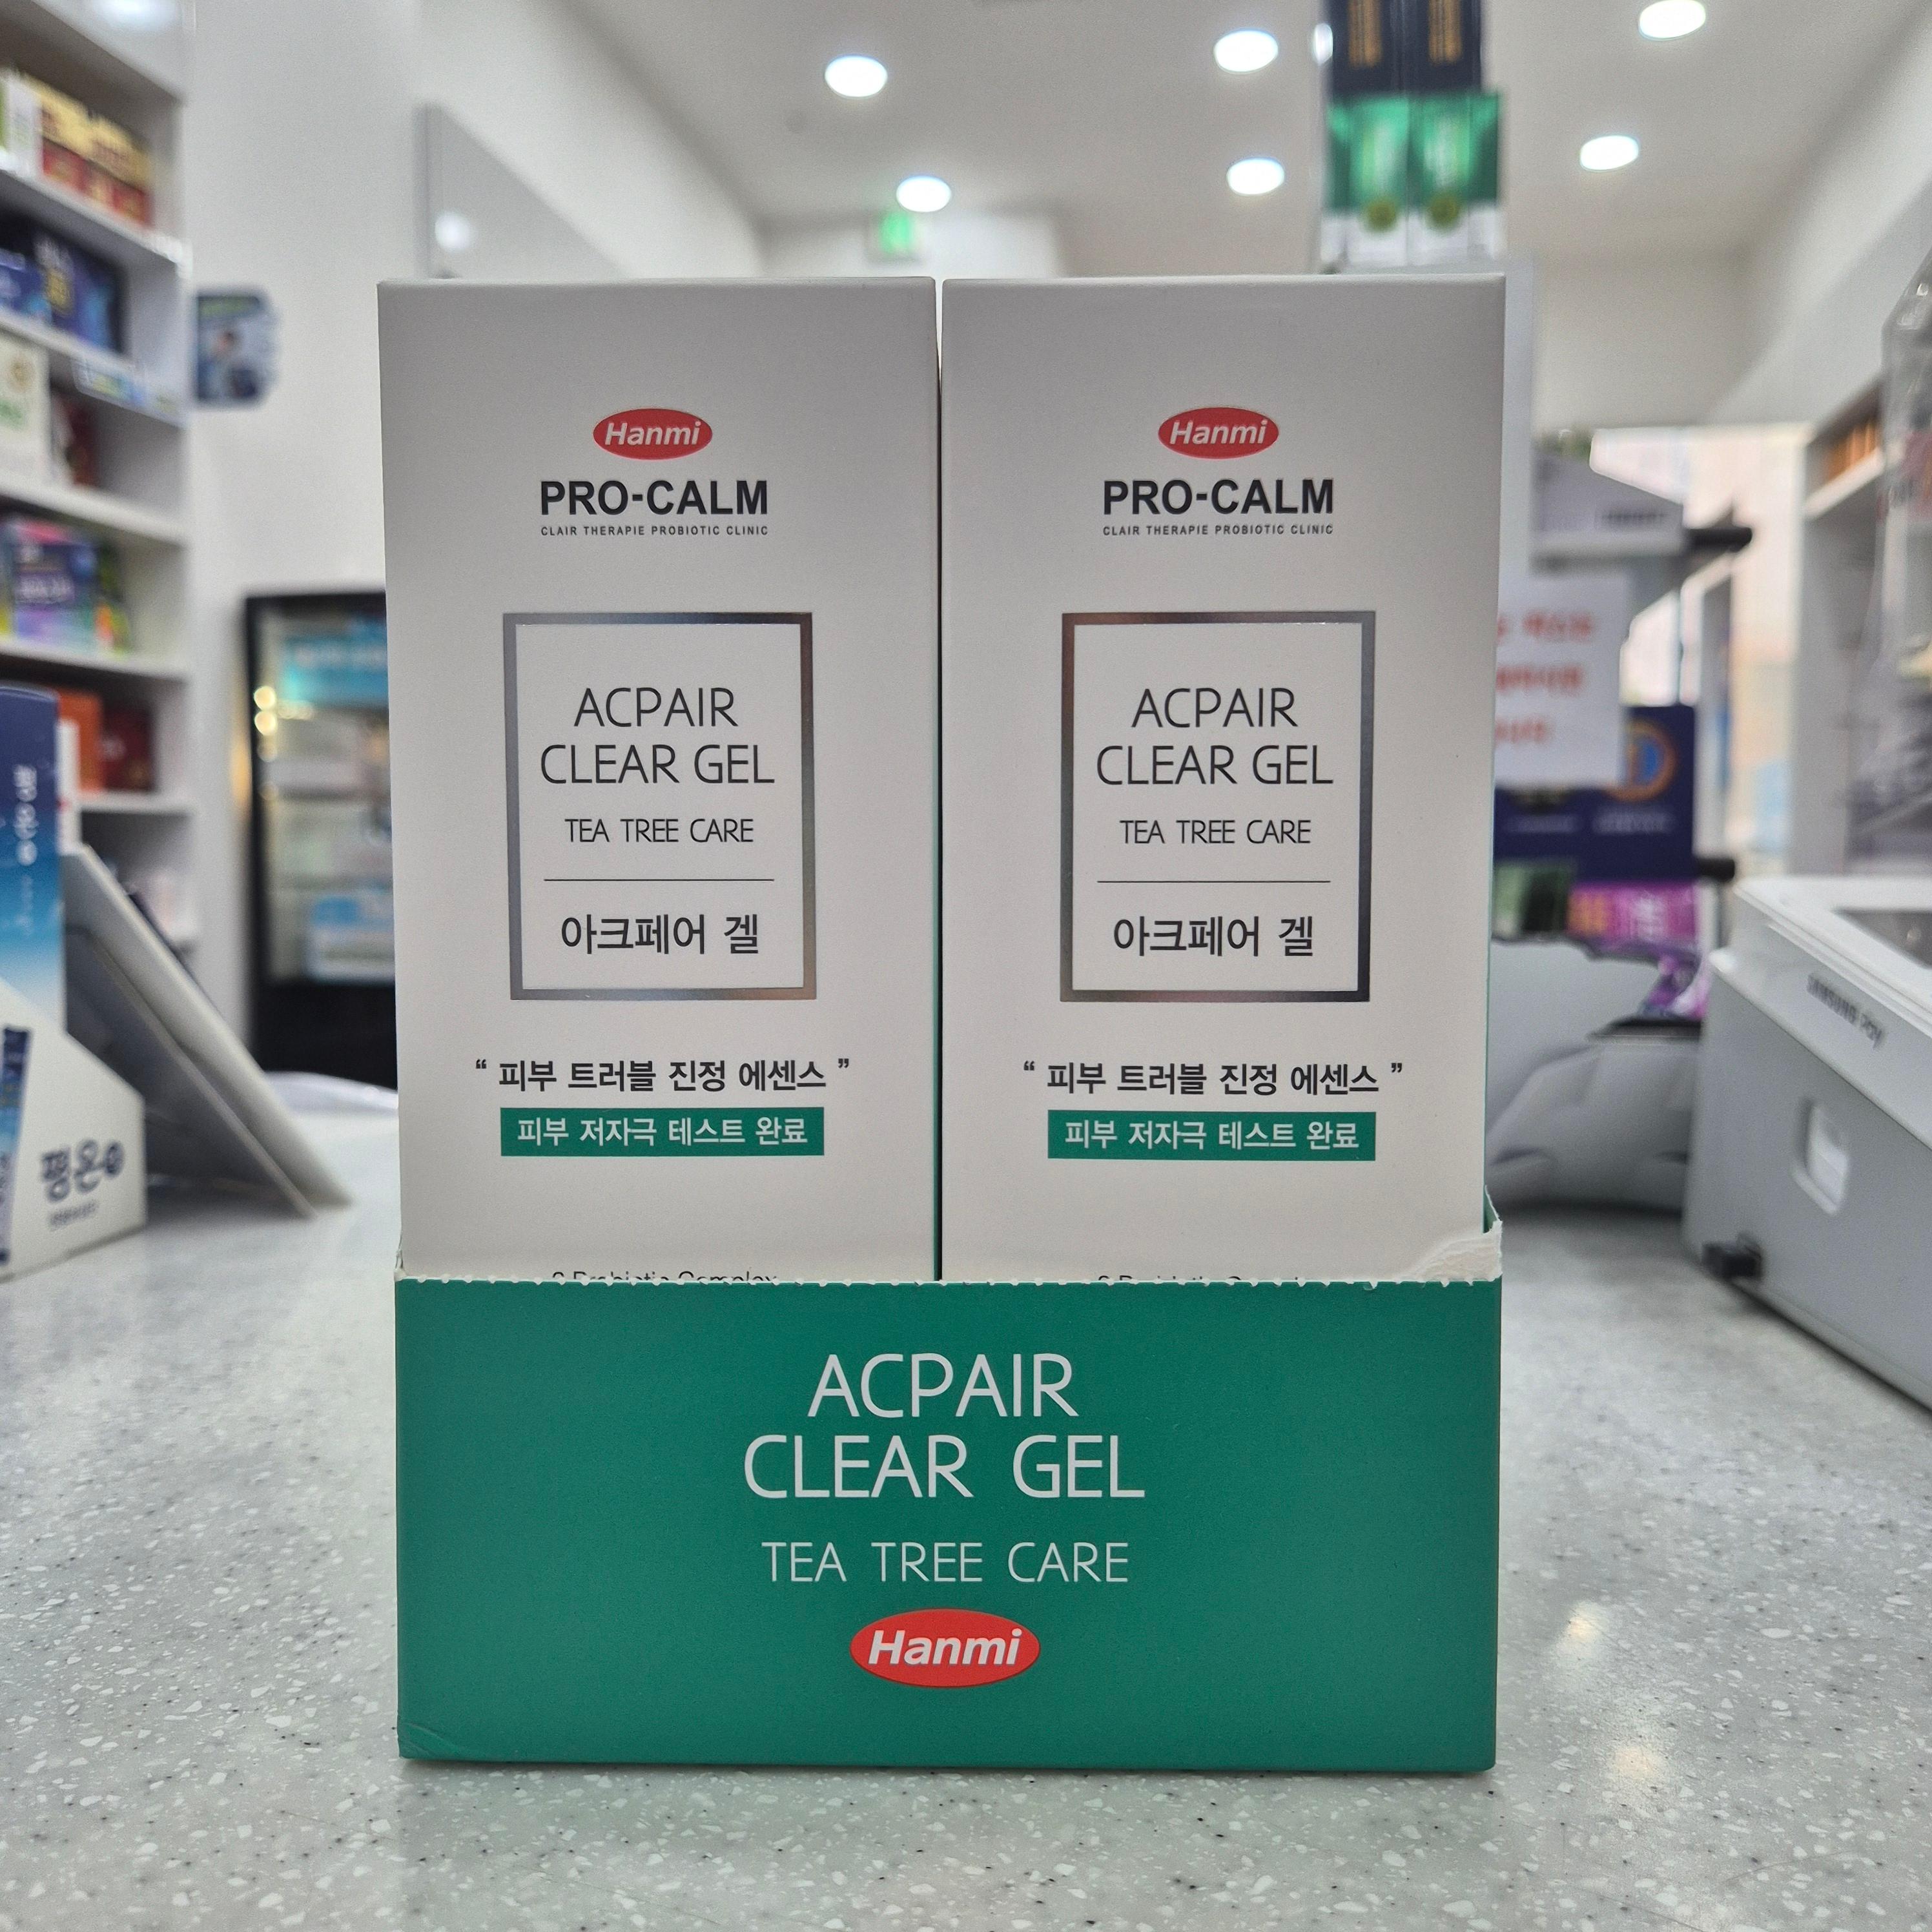 Hanmi
PRO-CALM
CLAIR THERAPIE PROBIOTIC CLINIC
ACPAIR
CLEAR GEL
TEA TREE CARE
아크페어 겔
“ 피부 트러블 진정 에센스 ”
피부 저자극 테스트 완료
Hanmi
PRO-CALM
CLAIR THERAPIE PROBIOTIC CLINIC
ACPAIR
CLEAR GEL
TEA TREE CARE
아크페어 겔
“ 피부 트러블 진정 에센스 ”
피부 저자극 테스트 완료
ACPAIR
CLEAR GEL
TEA TREE CARE
Hanmi
평온
SAMSUNG Pay